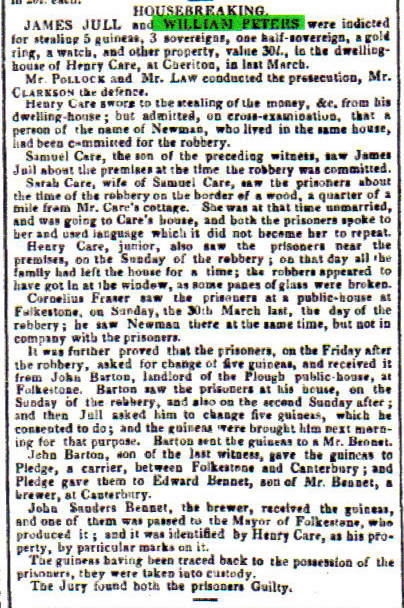 HOUSEBREAKING.
JAMES JULL and WILLIAM PETERS were indicted
for stealing 5 guineas, 3 sovereigns, one half-sovereign, a gold
ring, a watch, and other property, value 30l., in the dwelling-
house of Henry Care, at Cheriton, in last March.
Mr. POLLOCK and Mr. LAW conducted the prosecution, Mr.
CLARKSON the defence.
Henry Care swore to the stealing of the money, &c. from his
dwelling-house; but admitted, on cross-examination, that a
person of the name of Newman, who lived in the same house,
had been committed for the robbery.
Samuel Care, the son of the preceding witness, saw James
Jull about the premises at the time the robbery was committed.
Sarah Care, wife of Samuel Care, saw the prisoners about
the time of the robbery on the border of a wood, a quarter of a
mile from Mr. Care's cottage. She was at that time unmarried,
and was going to Care's house, and both the prisoners spoke to
her and used language which it did not become her to repeat.
Henry Care, junior, also saw the prisoners near the
premises, on the Sunday of the robbery; on that day all the
family had left the house for a time; the robbers appeared to
have got in at the window, as some panes of glass were broken.
Cornelius Fraser saw the prisoners at a public-house at
Folkestone, on Sunday, the 30th March last, the day of the
robbery; he saw Newman there at the same time, but not in
company with the prisoners.
It was further proved that the prisoners, on the Friday after
the robbery, asked for change of five guineas, and received it
from John Barton, landlord of the Plough public-house, at
Folkestone. Barton saw the prisoners at his house, on the
Sunday of the robbery, and also on the second Sunday after;
and then Jull asked him to change five guineas, which he
consented to do; and the guineas were brought him next morn-
ing for that purpose. Barton sent the guineas to a Mr. Bennet.
John Barton, son of the last witness, gave the guineas to
Pledge, a carrier, between Folkestone and Canterbury; and
Pledge gave them to Edward Bennet, son of Mr. Bennet, a
brewer, at Canterbury.
John Sanders Bennet, the brewer, received the guineas,
and one of them was passed to the Mayor of Folkestone, who
produced it; and it was identified by Henry Care, as his pro-
perty, by particular marks on it.
The guineas having been traced back to the possession of the
prisoners, they were taken into custody.
The Jury found both the prisoners Guilty.